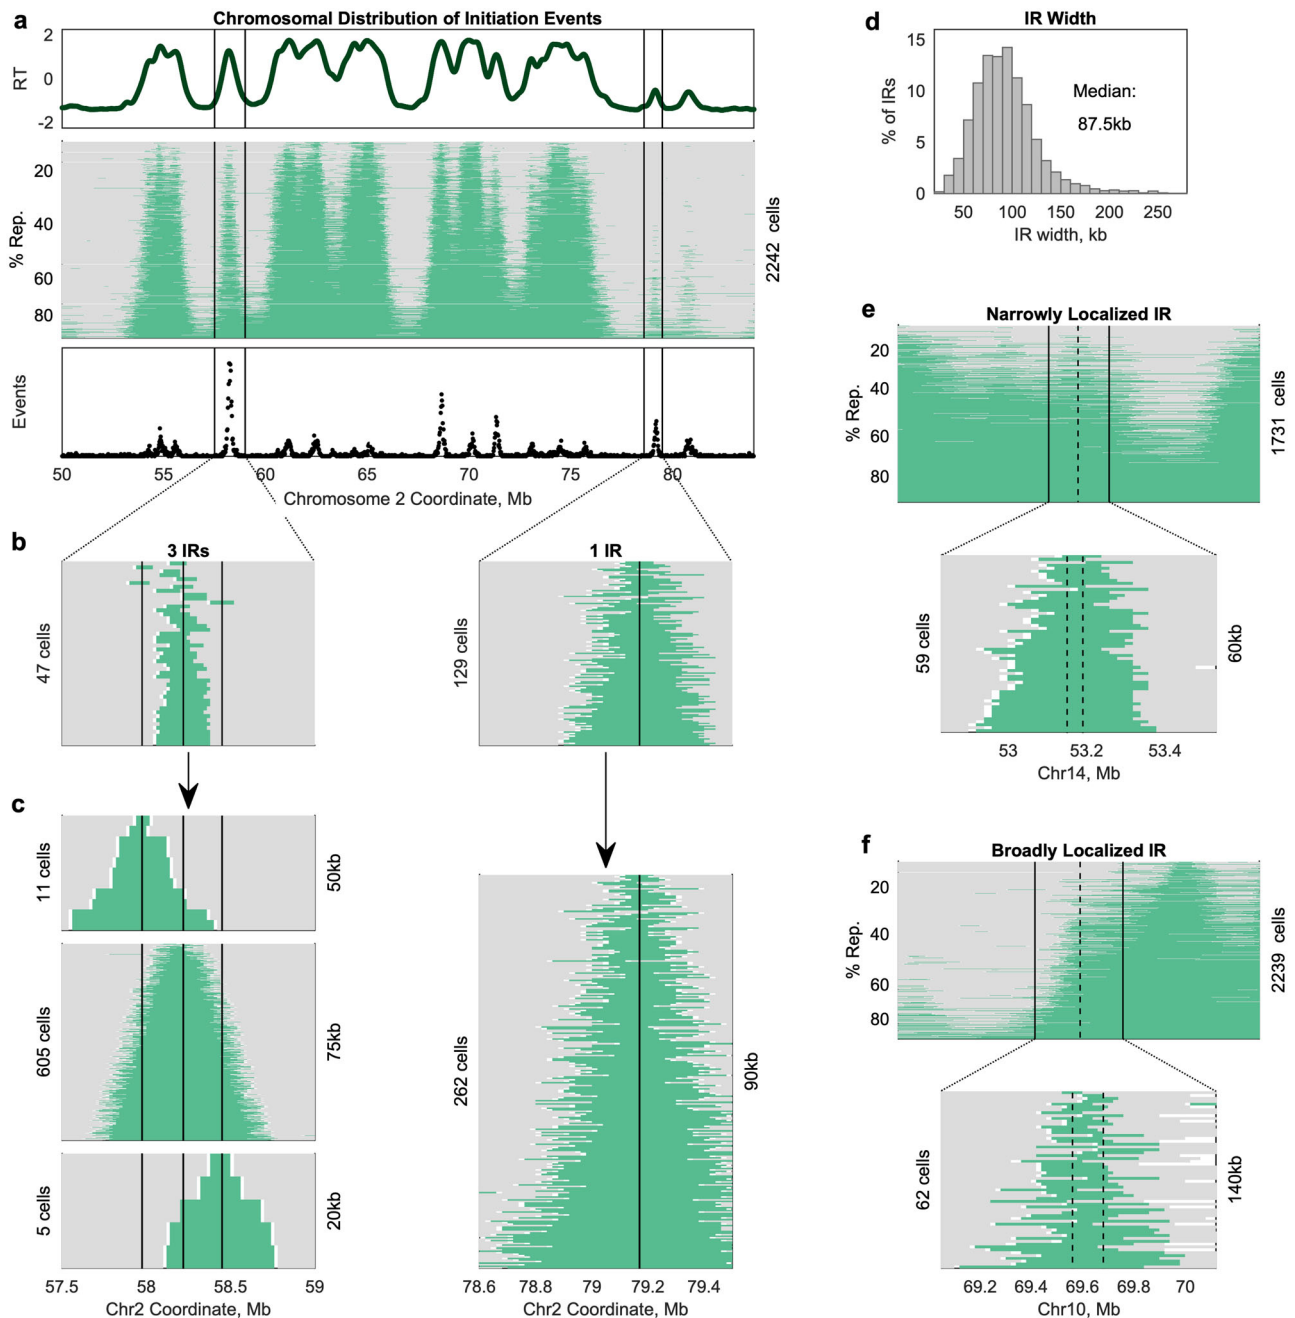 a
Chromosomal Distribution of Initiation Events
2
0
-2
RT
20
40
60
80
% Rep.
2242 cells
Events
50
55
60
65
70
75
80
Chromosome 2 Coordinate, Mb
b
3 IRs
47 cells
1 IR
129 cells
c
11 cells
50kb
605 cells
75kb
5 cells
20kb
57.5
58
58.5
59
Chr2 Coordinate, Mb
262 cells
90kb
78.6
78.8
79
79.2
79.4
Chr2 Coordinate, Mb
d
IR Width
15
10
5
0
% of IRs
Median:
87.5kb
50
100
150
200
250
IR width, kb
e
Narrowly Localized IR
20
40
60
80
% Rep.
1731 cells
59 cells
60kb
53
53.2
53.4
Chr14, Mb
f
Broadly Localized IR
20
40
60
80
% Rep.
2239 cells
62 cells
140kb
69.2
69.4
69.6
69.8
70
Chr10, Mb